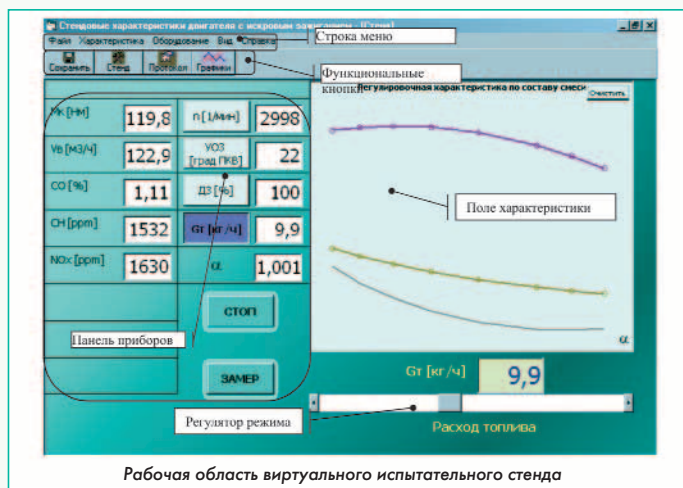 Стендовые характеристики двигателя с искровым зажиганием - [Стенд]
Файл Характеристика Оборудование Вид Справка
Строка меню
Сохранить Стенд Протокол Графики
Функциональные
кнопки
Регулировочная характеристика по составу смеси
Очистить
Мк [Нм] 119,8 n [1/мин] 2998
Vв [м3/ч] 122,9 УОЗ [град ПКВ] 22
CO [%] 1,11 ДЗ [%] 100
CH [ppm] 1532 Gт [кг/ч] 9,9
NOx [ppm] 1630 α 1,001
Поле характеристики
α
СТОП
Панель приборов
ЗАМЕР
Gт [кг/ч] 9,9
Регулятор режима
Расход топлива
Рабочая область виртуального испытательного стенда